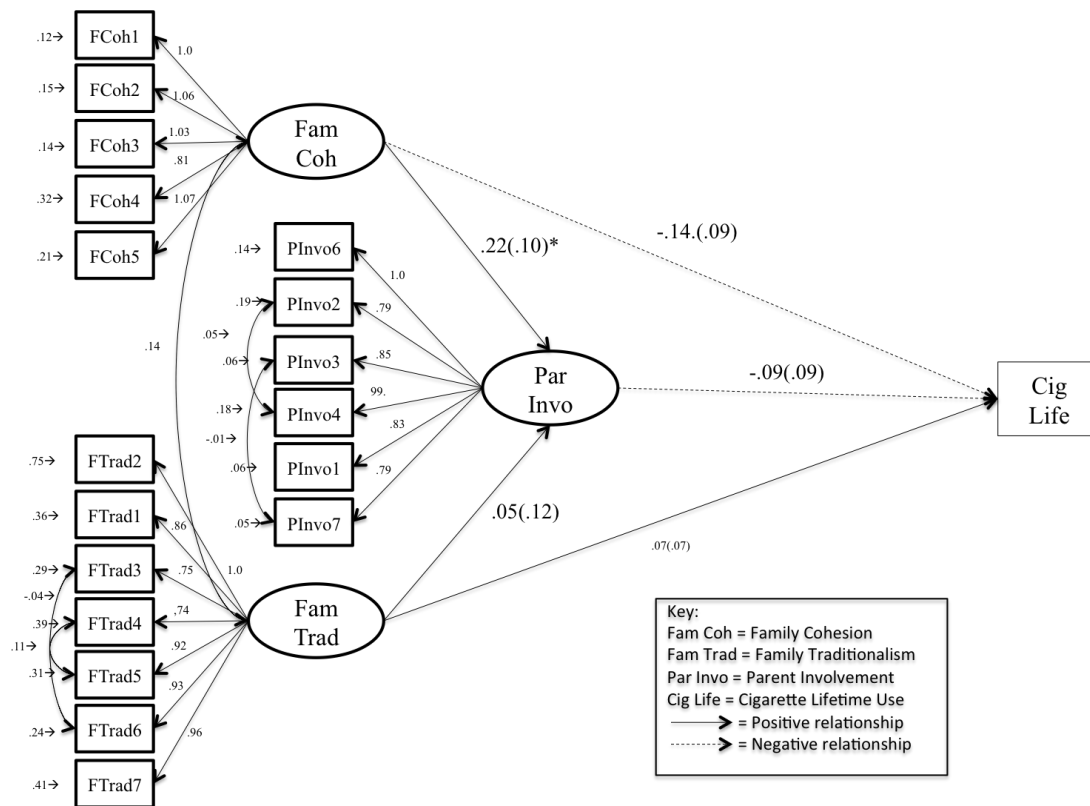 .12→ FCoh1
1.0
.15→ FCoh2
1.06
.14→ FCoh3
1.03
.81
.32→ FCoh4
1.07
.21→ FCoh5
Fam
Coh
.14
.22(.10)*
-.14.(.09)
.14→ PInvo6
1.0
.19→ PInvo2
.79
.05→
.06→ PInvo3
.85
.18→ PInvo4
99.
-.01→
.06→ PInvo1
.83
.05→ PInvo7
.79
Par
Invo
-.09(.09)
Cig
Life
.05(.12)
.07(.07)
.75→ FTrad2
1.0
.36→ FTrad1
.86
.29→ FTrad3
.75
-.04→
.39→ FTrad4
,74
.11→
.31→ FTrad5
.92
.24→ FTrad6
.93
.41→ FTrad7
.96
Fam
Trad
Key:
Fam Coh = Family Cohesion
Fam Trad = Family Traditionalism
Par Invo = Parent Involvement
Cig Life = Cigarette Lifetime Use
= Positive relationship
= Negative relationship